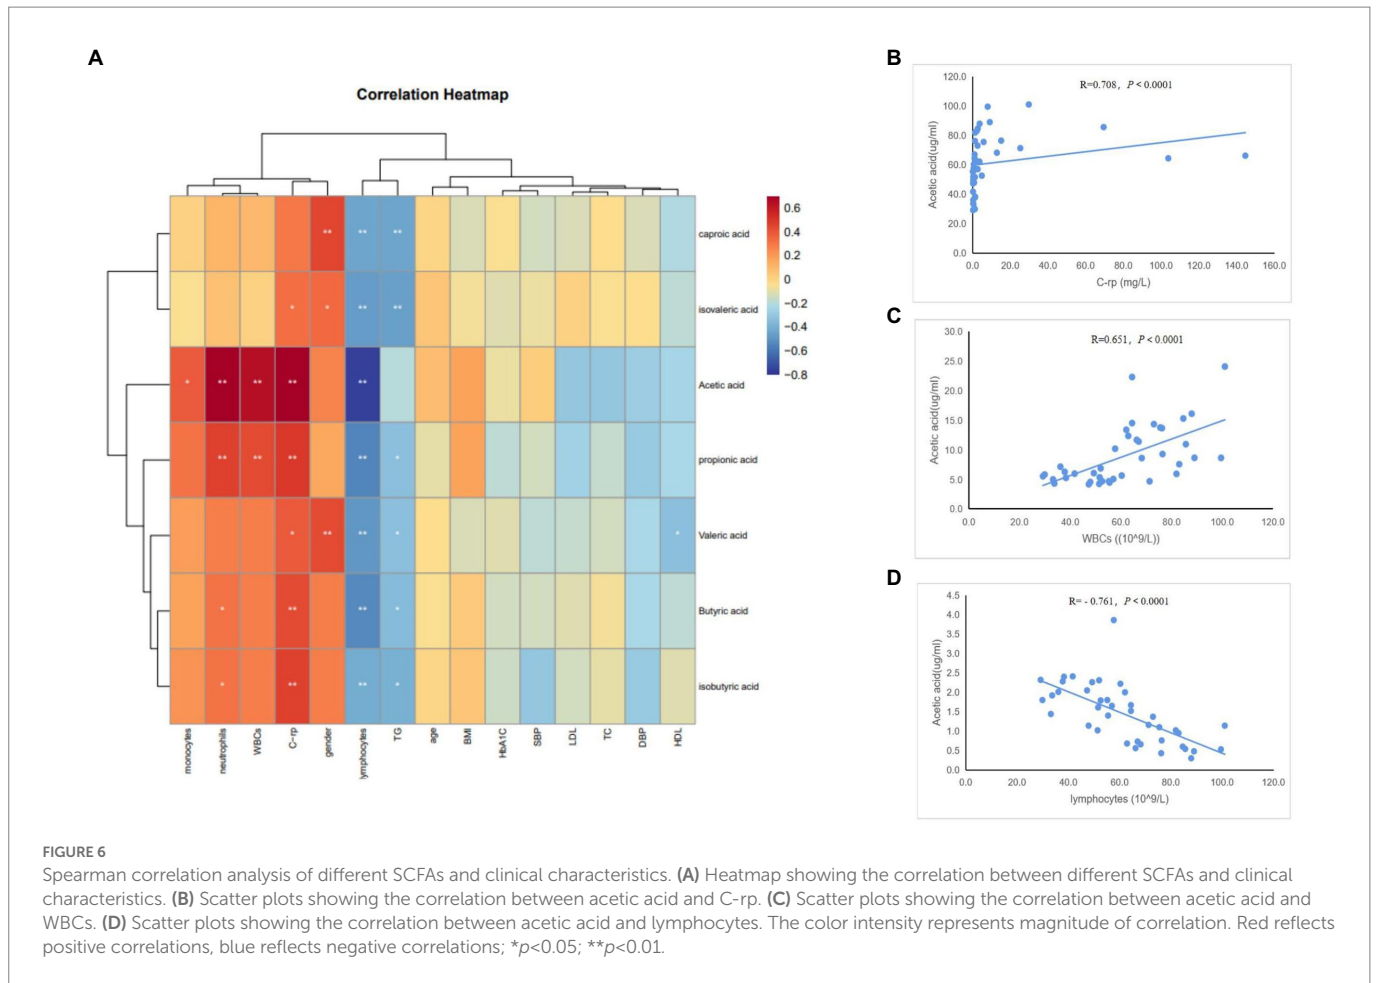 A
Correlation Heatmap
0.6
0.4
0.2
0
−0.2
−0.4
−0.6
−0.8
** ** ** caproic acid
* * ** ** isovaleric acid
* ** ** ** ** Acetic acid
** ** ** ** * propionic acid
* ** ** * * Valeric acid
* ** ** * Butyric acid
* ** ** * isobutyric acid
monocytes neutrophils WBCs C−rp gender lymphocytes TG age BMI HbA1C SBP LDL TC DBP HDL
B
R=0.708, P < 0.0001
Acetic acid(ug/ml)
120.0
100.0
80.0
60.0
40.0
20.0
0.0
0.0 20.0 40.0 60.0 80.0 100.0 120.0 140.0 160.0
C-rp (mg/L)
C
R=0.651, P < 0.0001
Acetic acid(ug/ml)
30.0
25.0
20.0
15.0
10.0
5.0
0.0
0.0 20.0 40.0 60.0 80.0 100.0 120.0
WBCs ((10^9/L))
D
R= - 0.761, P < 0.0001
Acetic acid(ug/ml)
4.5
4.0
3.5
3.0
2.5
2.0
1.5
1.0
0.5
0.0
0.0 20.0 40.0 60.0 80.0 100.0 120.0
lymphocytes (10^9/L)
FIGURE 6
Spearman correlation analysis of different SCFAs and clinical characteristics. (A) Heatmap showing the correlation between different SCFAs and clinical
characteristics. (B) Scatter plots showing the correlation between acetic acid and C-rp. (C) Scatter plots showing the correlation between acetic acid and
WBCs. (D) Scatter plots showing the correlation between acetic acid and lymphocytes. The color intensity represents magnitude of correlation. Red reflects
positive correlations, blue reflects negative correlations; *p<0.05; **p<0.01.